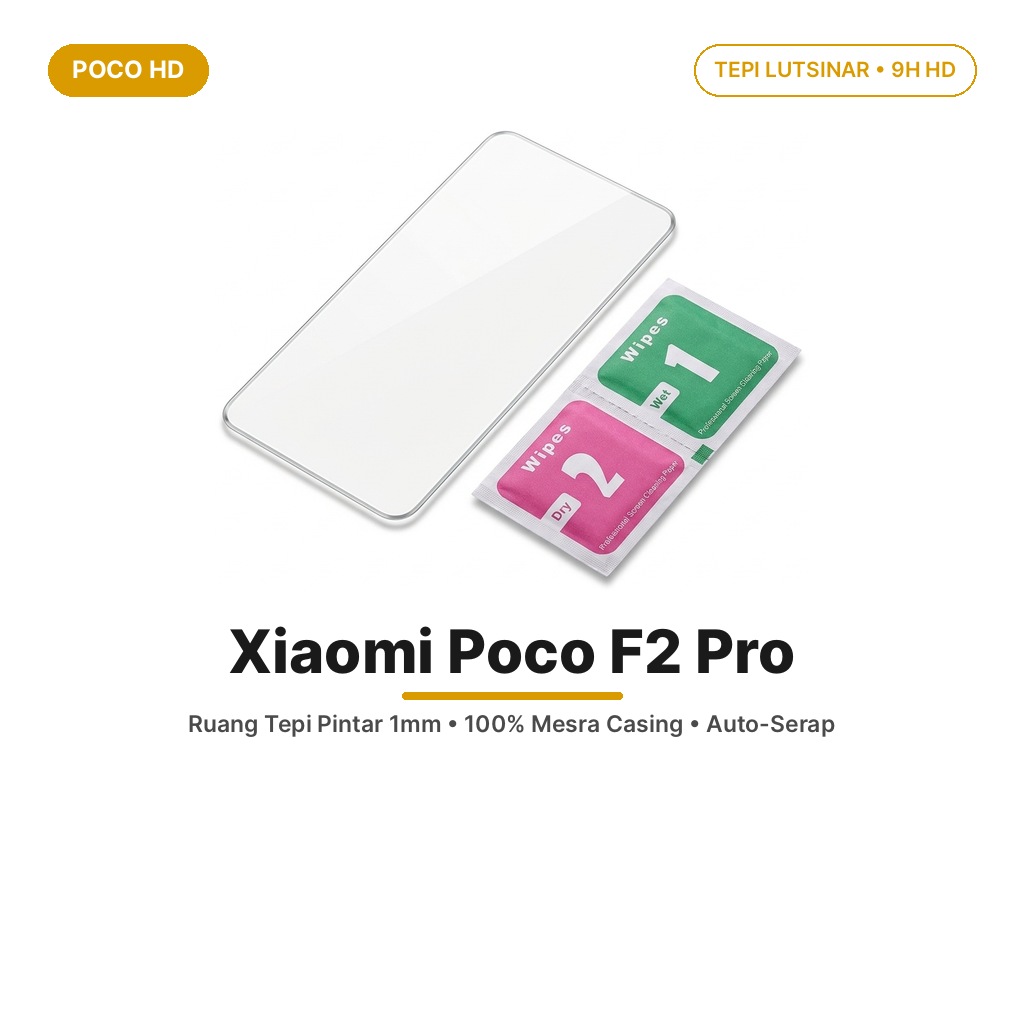 POCO HD
TEPI LUTSINAR • 9H HD
Wipes
1
Wet
Professional Screen Cleaning Paper
Wipes
2
Dry
Professional Screen Cleaning Paper
Xiaomi Poco F2 Pro
Ruang Tepi Pintar 1mm • 100% Mesra Casing • Auto-Serap